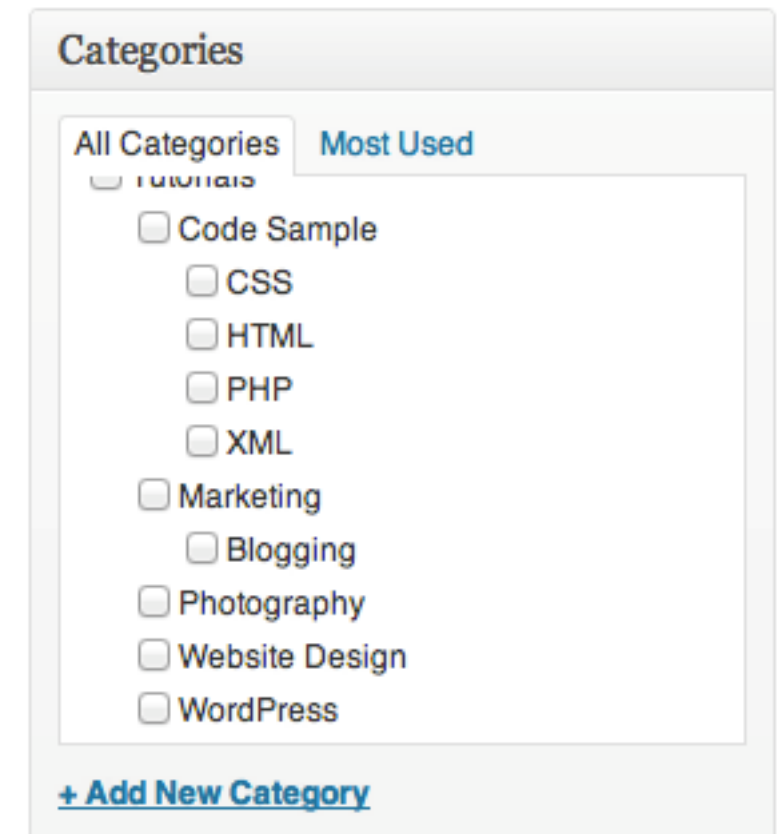 Categories
All Categories Most Used
Tutorials
Code Sample
CSS
HTML
PHP
XML
Marketing
Blogging
Photography
Website Design
WordPress
+ Add New Category